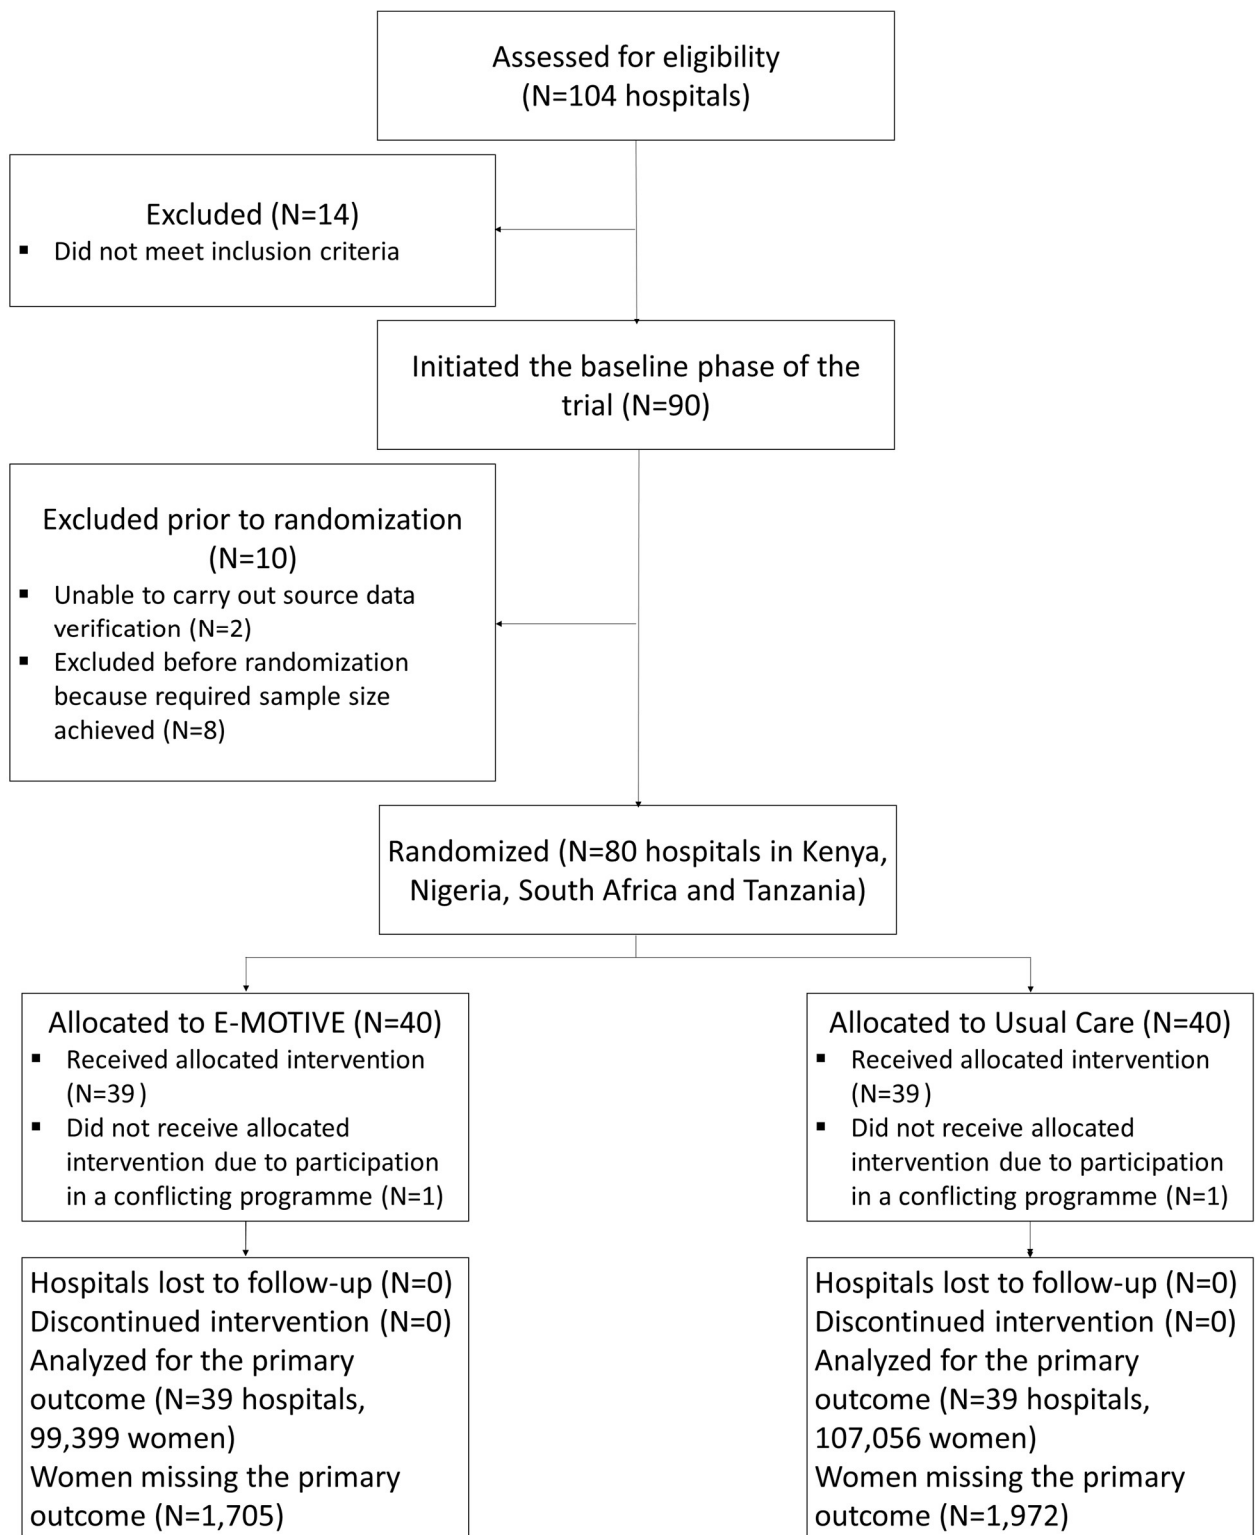 Assessed for eligibility
(N=104 hospitals)
Excluded (N=14)
▪ Did not meet inclusion criteria
Initiated the baseline phase of the
trial (N=90)
Excluded prior to randomization
(N=10)
▪ Unable to carry out source data
verification (N=2)
▪ Excluded before randomization
because required sample size
achieved (N=8)
Randomized (N=80 hospitals in Kenya,
Nigeria, South Africa and Tanzania)
Allocated to E-MOTIVE (N=40)
▪ Received allocated intervention
(N=39)
▪ Did not receive allocated
intervention due to participation
in a conflicting programme (N=1)
Allocated to Usual Care (N=40)
▪ Received allocated intervention
(N=39)
▪ Did not receive allocated
intervention due to participation
in a conflicting programme (N=1)
Hospitals lost to follow-up (N=0)
Discontinued intervention (N=0)
Analyzed for the primary
outcome (N=39 hospitals,
99,399 women)
Women missing the primary
outcome (N=1,705)
Hospitals lost to follow-up (N=0)
Discontinued intervention (N=0)
Analyzed for the primary
outcome (N=39 hospitals,
107,056 women)
Women missing the primary
outcome (N=1,972)